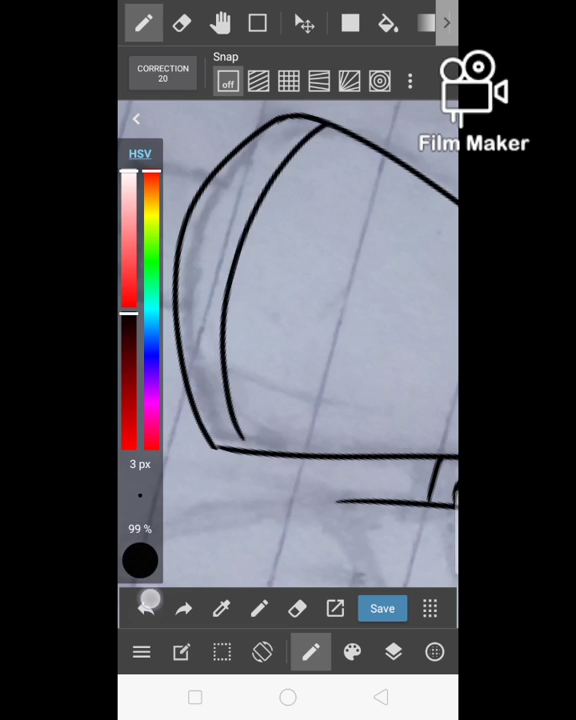 Snap
CORRECTION
20
off
Film Maker
HSV
3 px
99 %
Save